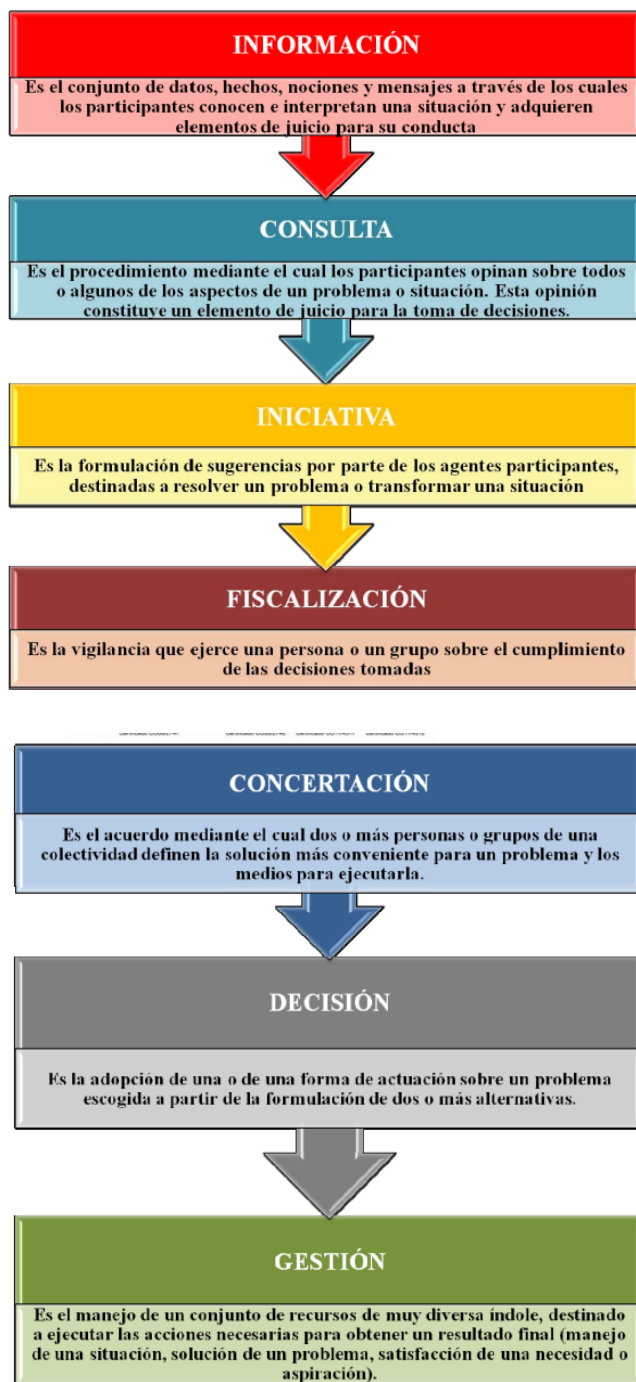 INFORMACIÓN
Es el conjunto de datos, hechos, nociones y mensajes a través de los cuales
los participantes conocen e interpretan una situación y adquieren
elementos de juicio para su conducta
CONSULTA
Es el procedimiento mediante el cual los participantes opinan sobre todos
o algunos de los aspectos de un problema o situación. Esta opinión
constituye un elemento de juicio para la toma de decisiones.
INICIATIVA
Es la formulación de sugerencias por parte de los agentes participantes,
destinadas a resolver un problema o transformar una situación
FISCALIZACIÓN
Es la vigilancia que ejerce una persona o un grupo sobre el cumplimiento
de las decisiones tomadas
CONCERTACIÓN
Es el acuerdo mediante el cual dos o más personas o grupos de una
colectividad definen la solución más conveniente para un problema y los
medios para ejecutarla.
DECISIÓN
Es la adopción de una o de una forma de actuación sobre un problema
escogida a partir de la formulación de dos o más alternativas.
GESTIÓN
Es el manejo de un conjunto de recursos de muy diversa índole, destinado
a ejecutar las acciones necesarias para obtener un resultado final (manejo
de una situación, solución de un problema, satisfacción de una necesidad o
aspiración).